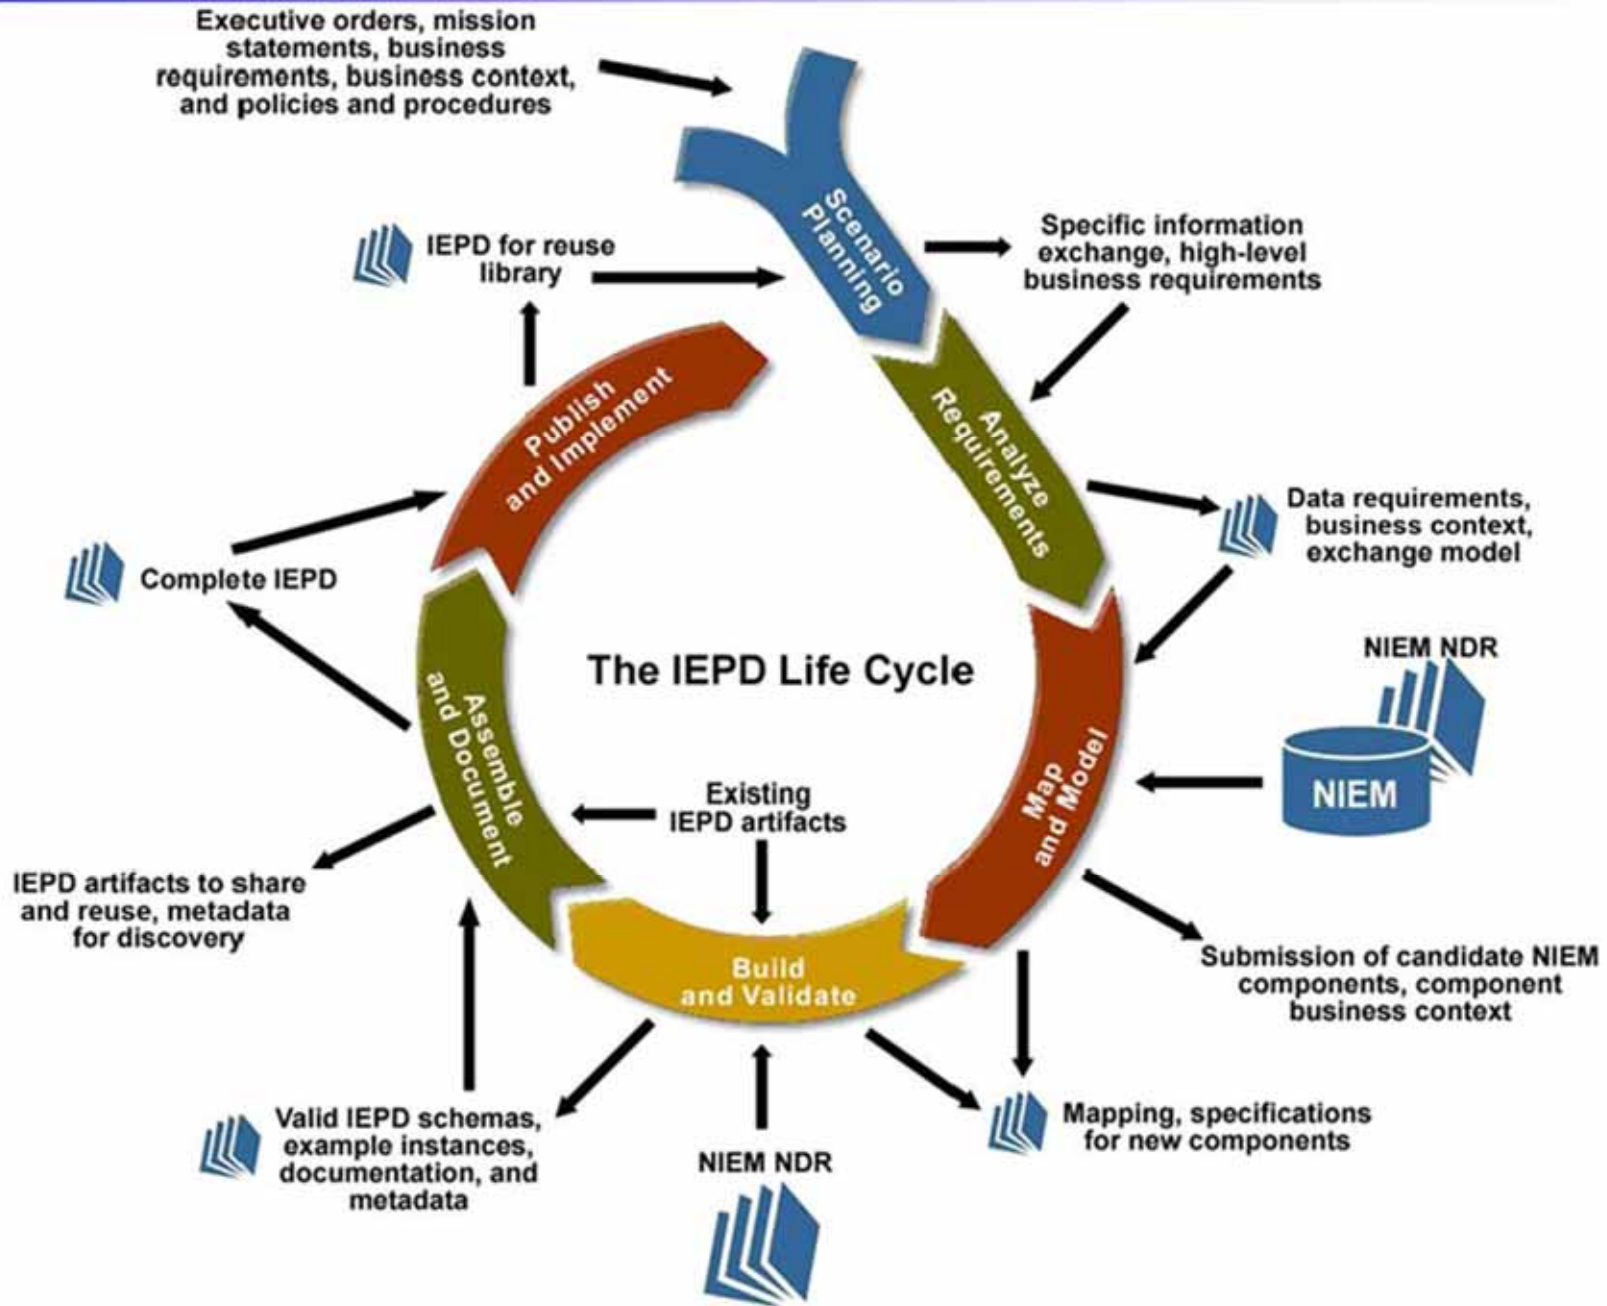 Executive orders, mission
statements, business
requirements, business context,
and policies and procedures
Scenario
Planning
IEPD for reuse
library
Specific information
exchange, high-level
business requirements
Analyze
Requirements
Publish
and Implement
Data requirements,
business context,
exchange model
Complete IEPD
The IEPD Life Cycle
NIEM NDR
NIEM
Map
and Model
Assemble
and Document
Existing
IEPD artifacts
IEPD artifacts to share
and reuse, metadata
for discovery
Build
and Validate
Submission of candidate NIEM
components, component
business context
Valid IEPD schemas,
example instances,
documentation, and
metadata
NIEM NDR
Mapping, specifications
for new components